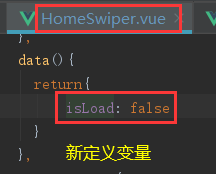 HomeSwiper.vue
},
data(){
return{
isLoad: false
}
},
新定义变量